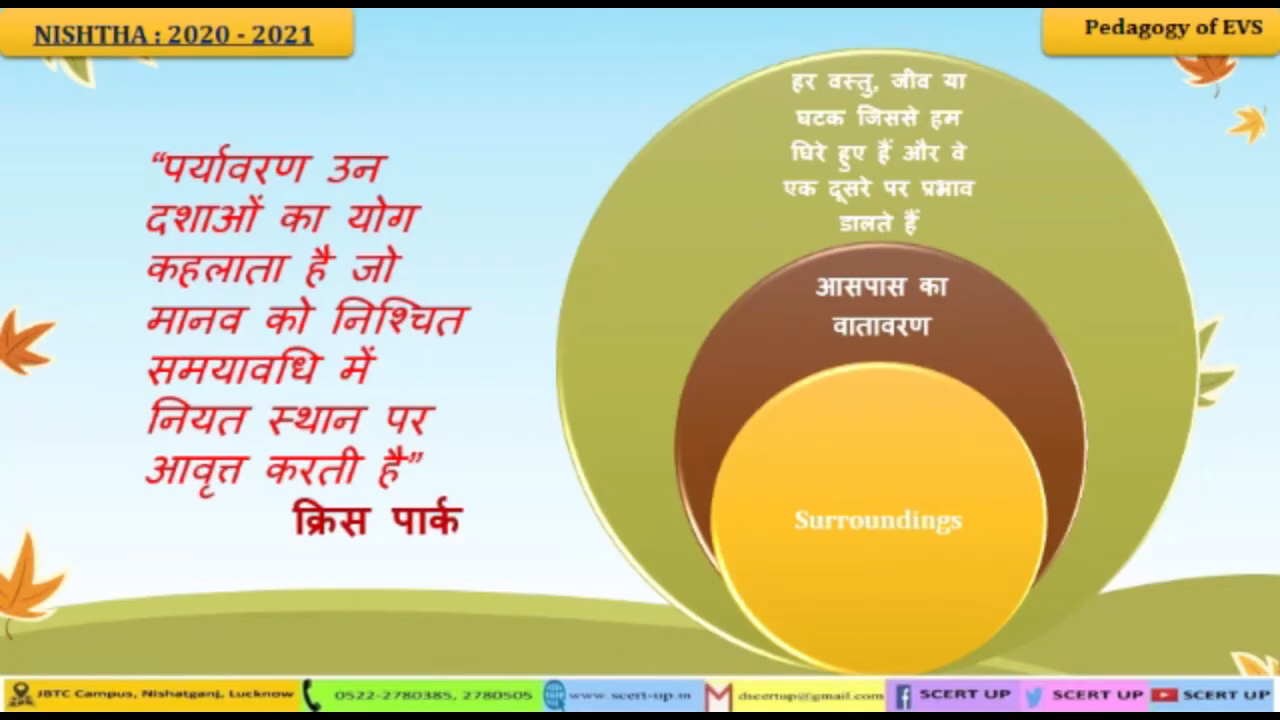 NISHTHA : 2020 - 2021
Pedagogy of EVS
“पर्यावरण उन
दशाओं का योग
कहलाता है जो
मानव को निश्चित
समयावधि में
नियत स्थान पर
आवृत्त करती है”
क्रिस पार्क
हर वस्तु, जीव या
घटक जिससे हम
घिरे हुए हैं और वे
एक दूसरे पर प्रभाव
डालते हैं
आसपास का
वातावरण
Surroundings
JBTC Campus, Nishatganj, Lucknow
0522-2780385, 2780505
www.scert-up.in
dscertup@gmail.com
SCERT UP
SCERT UP
SCERT UP